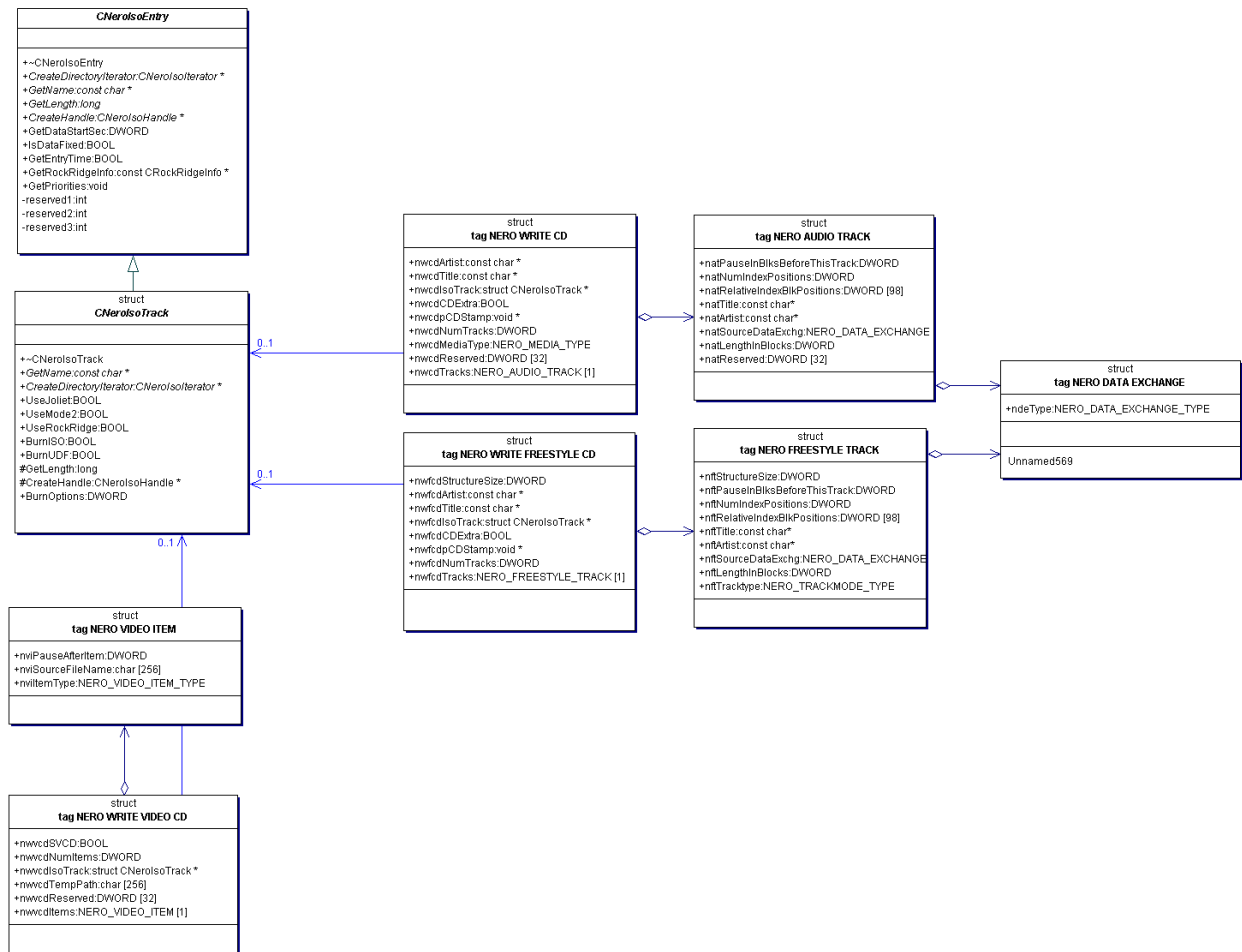 CNeroIsoEntry
+~CNeroIsoEntry
+CreateDirectoryIterator:CNeroIsoIterator *
+GetName:const char *
+GetLength:long
+CreateHandle:CNeroIsoHandle *
+GetDataStartSec:DWORD
+IsDataFixed:BOOL
+GetEntryTime:BOOL
+GetRockRidgeInfo:const CRockRidgeInfo *
+GetPriorities:void
-reserved1:int
-reserved2:int
-reserved3:int
struct
CNeroIsoTrack
+~CNeroIsoTrack
+GetName:const char *
+CreateDirectoryIterator:CNeroIsoIterator *
+UseJoliet:BOOL
+UseMode2:BOOL
+UseRockRidge:BOOL
+BurnISO:BOOL
+BurnUDF:BOOL
#GetLength:long
#CreateHandle:CNeroIsoHandle *
+BurnOptions:DWORD
0..1
0..1
0..1
struct
tag NERO WRITE CD
+nwcdArtist:const char *
+nwcdTitle:const char *
+nwcdIsoTrack:struct CNeroIsoTrack *
+nwcdCDExtra:BOOL
+nwcdpCDStamp:void *
+nwcdNumTracks:DWORD
+nwcdMediaType:NERO_MEDIA_TYPE
+nwcdReserved:DWORD [32]
+nwcdTracks:NERO_AUDIO_TRACK [1]
struct
tag NERO AUDIO TRACK
+natPauseInBlksBeforeThisTrack:DWORD
+natNumIndexPositions:DWORD
+natRelativeIndexBlkPositions:DWORD [98]
+natTitle:const char*
+natArtist:const char*
+natSourceDataExchg:NERO_DATA_EXCHANGE
+natLengthInBlocks:DWORD
+natReserved:DWORD [32]
struct
tag NERO DATA EXCHANGE
+ndeType:NERO_DATA_EXCHANGE_TYPE
Unnamed569
struct
tag NERO WRITE FREESTYLE CD
+nwfcdStructureSize:DWORD
+nwfcdArtist:const char *
+nwfcdTitle:const char *
+nwfcdIsoTrack:struct CNeroIsoTrack *
+nwfcdCDExtra:BOOL
+nwfcdpCDStamp:void *
+nwfcdNumTracks:DWORD
+nwfcdTracks:NERO_FREESTYLE_TRACK [1]
struct
tag NERO FREESTYLE TRACK
+nftStructureSize:DWORD
+nftPauseInBlksBeforeThisTrack:DWORD
+nftNumIndexPositions:DWORD
+nftRelativeIndexBlkPositions:DWORD [98]
+nftTitle:const char*
+nftArtist:const char*
+nftSourceDataExchg:NERO_DATA_EXCHANGE
+nftLengthInBlocks:DWORD
+nftTracktype:NERO_TRACKMODE_TYPE
struct
tag NERO VIDEO ITEM
+nviPauseAfterItem:DWORD
+nviSourceFileName:char [256]
+nviItemType:NERO_VIDEO_ITEM_TYPE
struct
tag NERO WRITE VIDEO CD
+nwvcdSVCD:BOOL
+nwvcdNumItems:DWORD
+nwvcdIsoTrack:struct CNeroIsoTrack *
+nwvcdTempPath:char [256]
+nwvcdReserved:DWORD [32]
+nwvcdItems:NERO_VIDEO_ITEM [1]